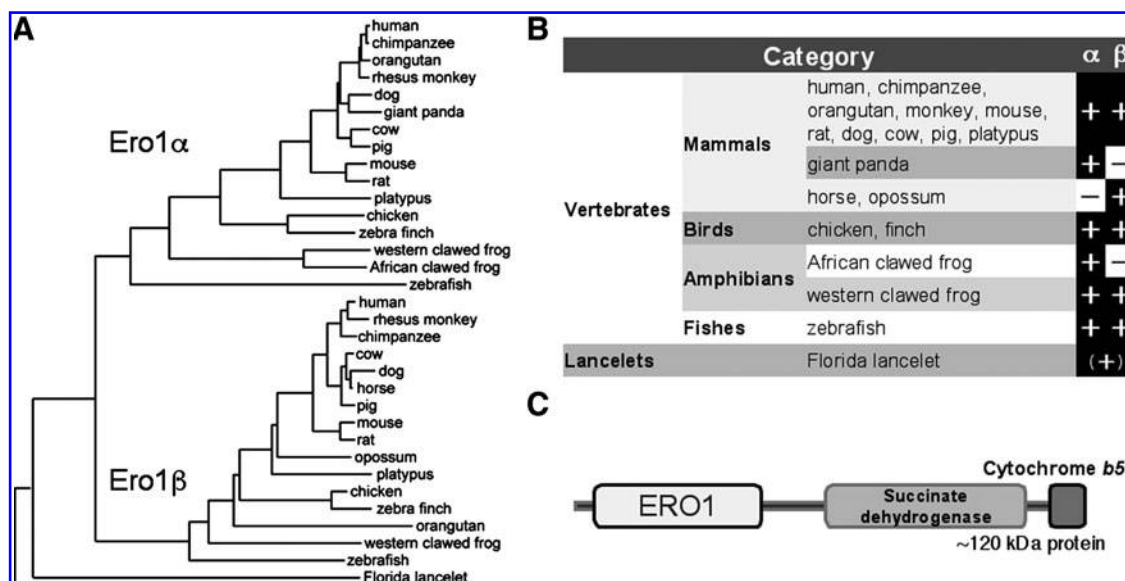 A
human
chimpanzee
orangutan
rhesus monkey
dog
giant panda
cow
pig
mouse
rat
platypus
chicken
zebra finch
western clawed frog
African clawed frog
zebrafish
Ero1α
human
rhesus monkey
chimpanzee
cow
dog
horse
pig
mouse
rat
opossum
platypus
chicken
zebra finch
orangutan
western clawed frog
zebrafish
Florida lancelet
Ero1β
B
Category α β
Vertebrates
Mammals
human, chimpanzee,
orangutan, monkey, mouse,
rat, dog, cow, pig, platypus
+ +
giant panda + −
horse, opossum − +
Birds chicken, finch + +
Amphibians
African clawed frog + −
western clawed frog + +
Fishes zebrafish + +
Lancelets Florida lancelet (+)
C
Cytochrome b5
ERO1
Succinate
dehydrogenase
~120 kDa protein